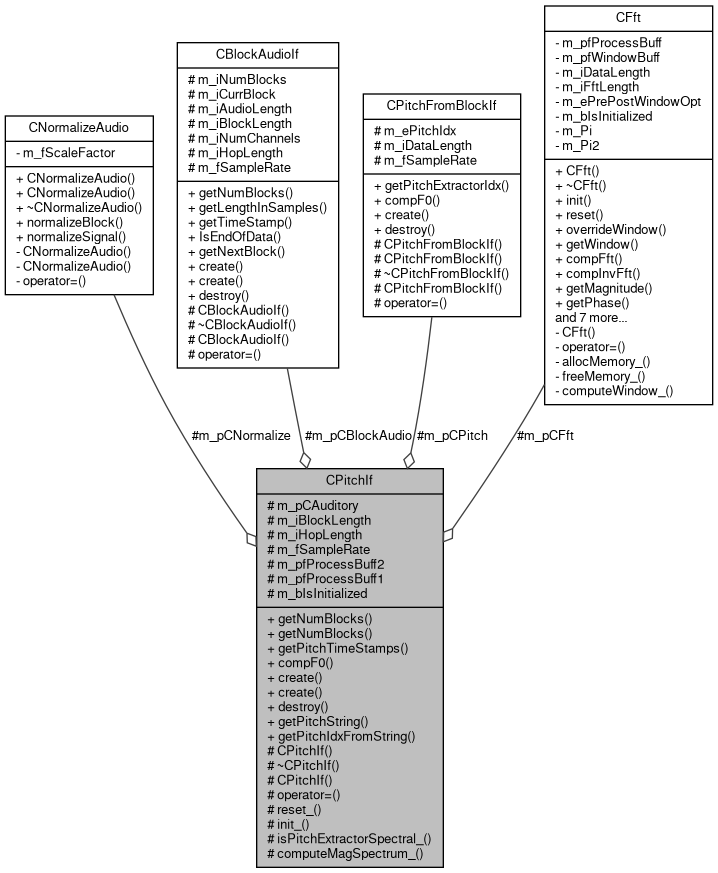 CNormalizeAudio
- m_fScaleFactor
+ CNormalizeAudio()
+ CNormalizeAudio()
+ ~CNormalizeAudio()
+ normalizeBlock()
+ normalizeSignal()
- CNormalizeAudio()
- CNormalizeAudio()
- operator=()
CBlockAudioIf
# m_iNumBlocks
# m_iCurrBlock
# m_iAudioLength
# m_iBlockLength
# m_iNumChannels
# m_iHopLength
# m_fSampleRate
+ getNumBlocks()
+ getLengthInSamples()
+ getTimeStamp()
+ IsEndOfData()
+ getNextBlock()
+ create()
+ create()
+ destroy()
# CBlockAudioIf()
# ~CBlockAudioIf()
# CBlockAudioIf()
# operator=()
CPitchFromBlockIf
# m_ePitchIdx
# m_iDataLength
# m_fSampleRate
+ getPitchExtractorIdx()
+ compF0()
+ create()
+ destroy()
# CPitchFromBlockIf()
# CPitchFromBlockIf()
# ~CPitchFromBlockIf()
# CPitchFromBlockIf()
# operator=()
CFft
- m_pfProcessBuff
- m_pfWindowBuff
- m_iDataLength
- m_iFftLength
- m_ePrePostWindowOpt
- m_bIsInitialized
- m_Pi
- m_Pi2
+ CFft()
+ ~CFft()
+ init()
+ reset()
+ overrideWindow()
+ getWindow()
+ compFft()
+ compInvFft()
+ getMagnitude()
+ getPhase()
and 7 more...
- CFft()
- operator=()
- allocMemory_()
- freeMemory_()
- computeWindow_()
#m_pCNormalize
#m_pCBlockAudio
#m_pCPitch
#m_pCFft
CPitchIf
# m_pCAuditory
# m_iBlockLength
# m_iHopLength
# m_fSampleRate
# m_pfProcessBuff2
# m_pfProcessBuff1
# m_bIsInitialized
+ getNumBlocks()
+ getNumBlocks()
+ getPitchTimeStamps()
+ compF0()
+ create()
+ create()
+ destroy()
+ getPitchString()
+ getPitchIdxFromString()
# CPitchIf()
# ~CPitchIf()
# CPitchIf()
# operator=()
# reset_()
# init_()
# isPitchExtractorSpectral_()
# computeMagSpectrum_()